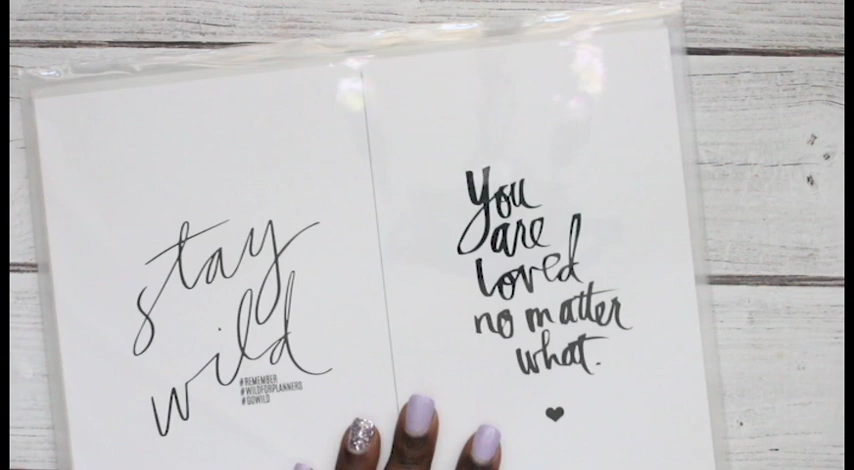 stay
wild
#REMEMBER
#WILDFORPLANNERS
#GOWILD
You
are
loved
no matter
what.